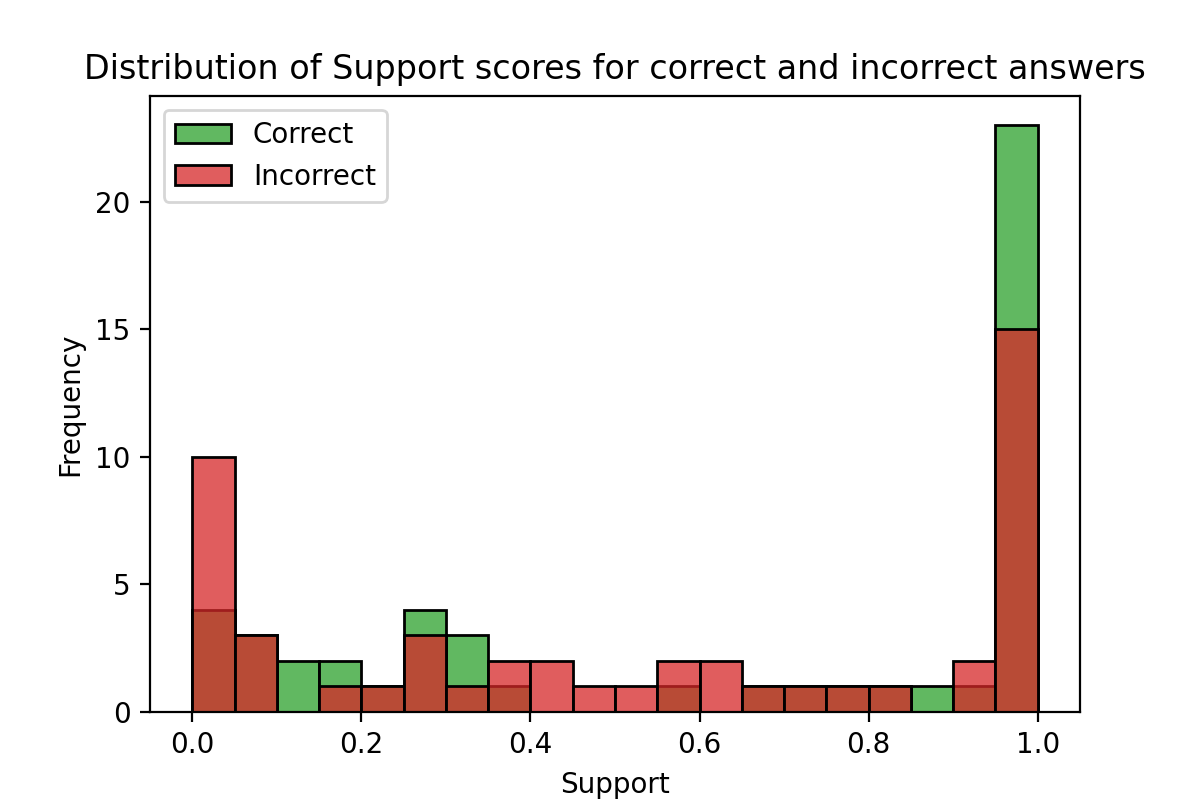 Distribution of Support scores for correct and incorrect answers
Correct
Incorrect
Frequency
20
15
10
5
0
0.0 0.2 0.4 0.6 0.8 1.0
Support